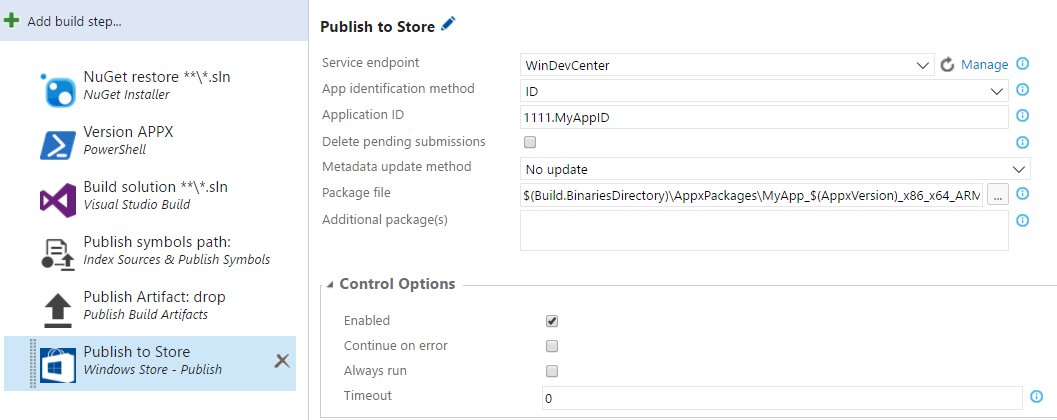 Add build step...
NuGet restore **\*.sln
NuGet Installer
Version APPX
PowerShell
Build solution **\*.sln
Visual Studio Build
Publish symbols path:
Index Sources & Publish Symbols
Publish Artifact: drop
Publish Build Artifacts
Publish to Store
Windows Store - Publish
Publish to Store
Service endpoint WinDevCenter Manage
App identification method ID
Application ID 1111.MyAppID
Delete pending submissions
Metadata update method No update
Package file $(Build.BinariesDirectory)\AppxPackages\MyApp_$(AppxVersion)_x86_x64_ARM ...
Additional package(s)
Control Options
Enabled
Continue on error
Always run
Timeout 0